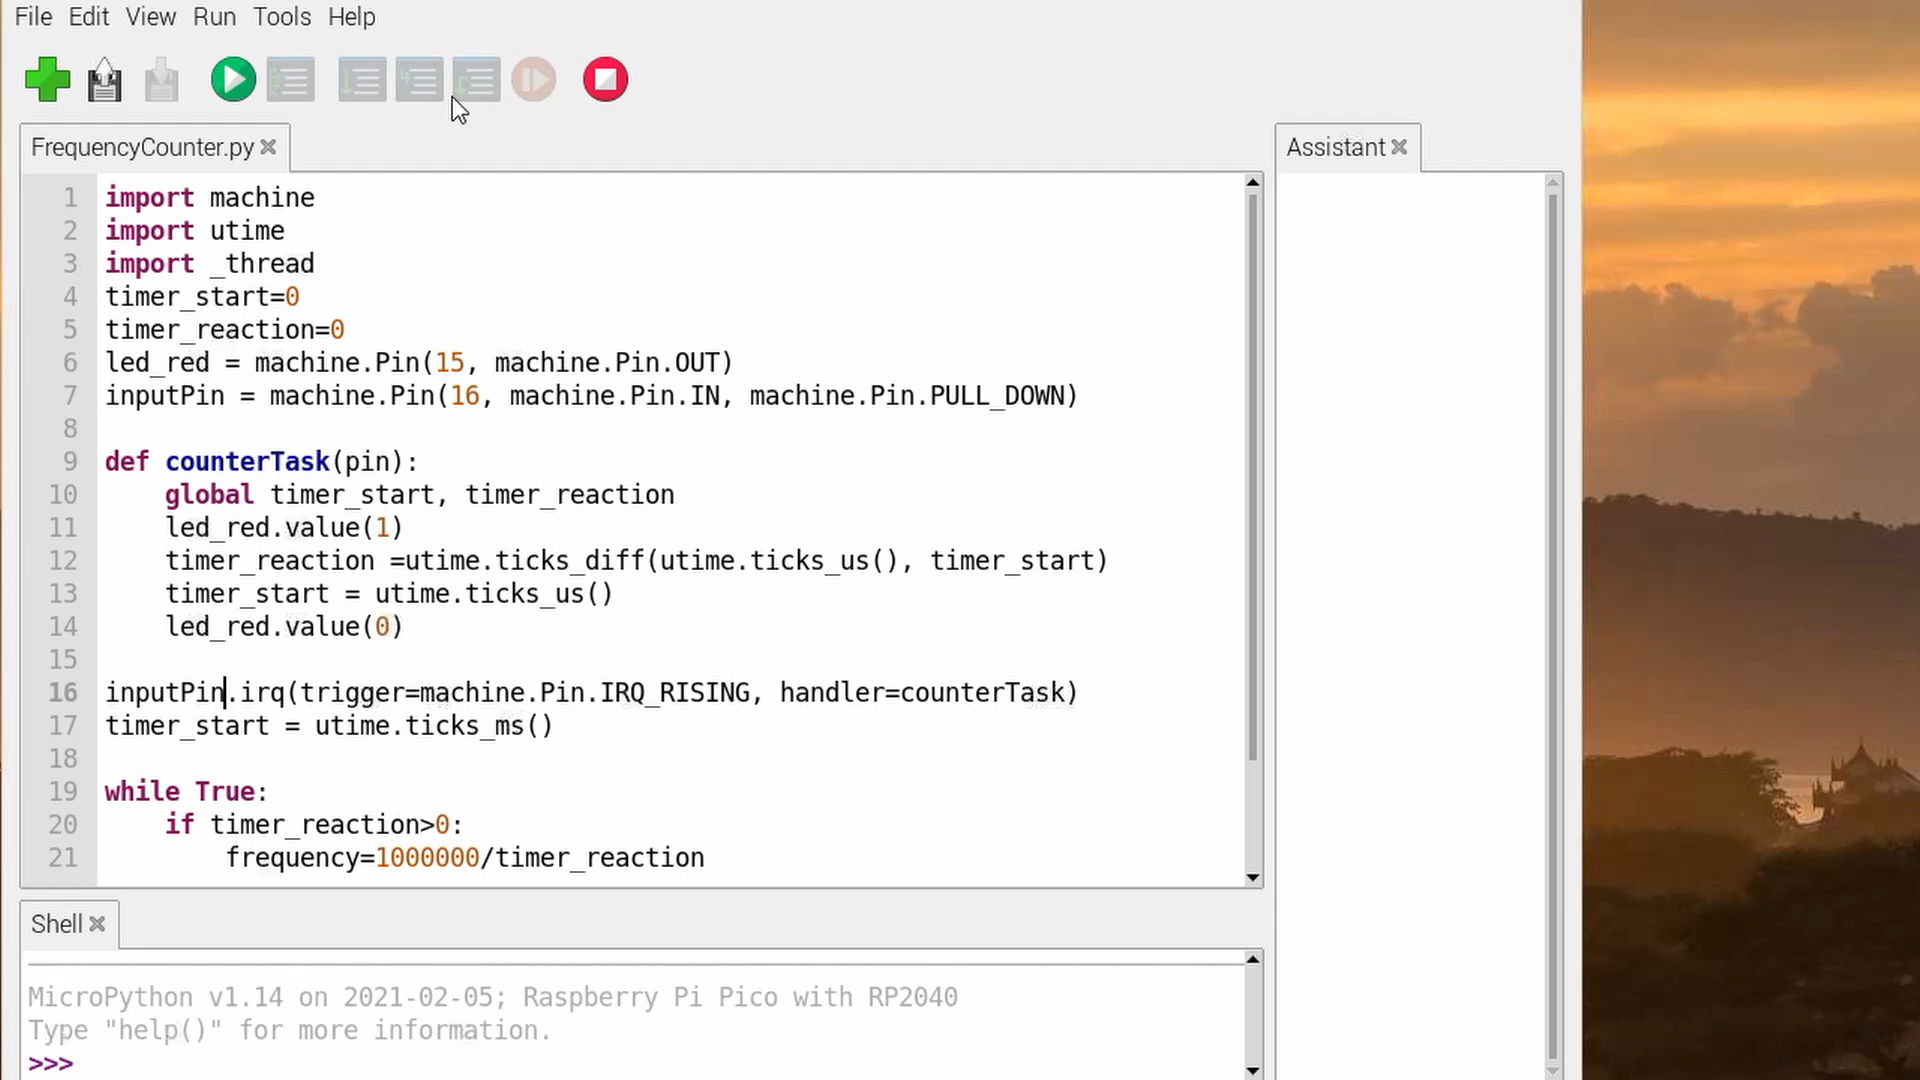 File Edit View Run Tools Help
FrequencyCounter.py
Assistant
1 import machine
2 import utime
3 import _thread
4 timer_start=0
5 timer_reaction=0
6 led_red = machine.Pin(15, machine.Pin.OUT)
7 inputPin = machine.Pin(16, machine.Pin.IN, machine.Pin.PULL_DOWN)
8
9 def counterTask(pin):
10     global timer_start, timer_reaction
11     led_red.value(1)
12     timer_reaction =utime.ticks_diff(utime.ticks_us(), timer_start)
13     timer_start = utime.ticks_us()
14     led_red.value(0)
15
16 inputPin.irq(trigger=machine.Pin.IRQ_RISING, handler=counterTask)
17 timer_start = utime.ticks_ms()
18
19 while True:
20     if timer_reaction>0:
21         frequency=1000000/timer_reaction
Shell
MicroPython v1.14 on 2021-02-05; Raspberry Pi Pico with RP2040
Type "help()" for more information.
>>>